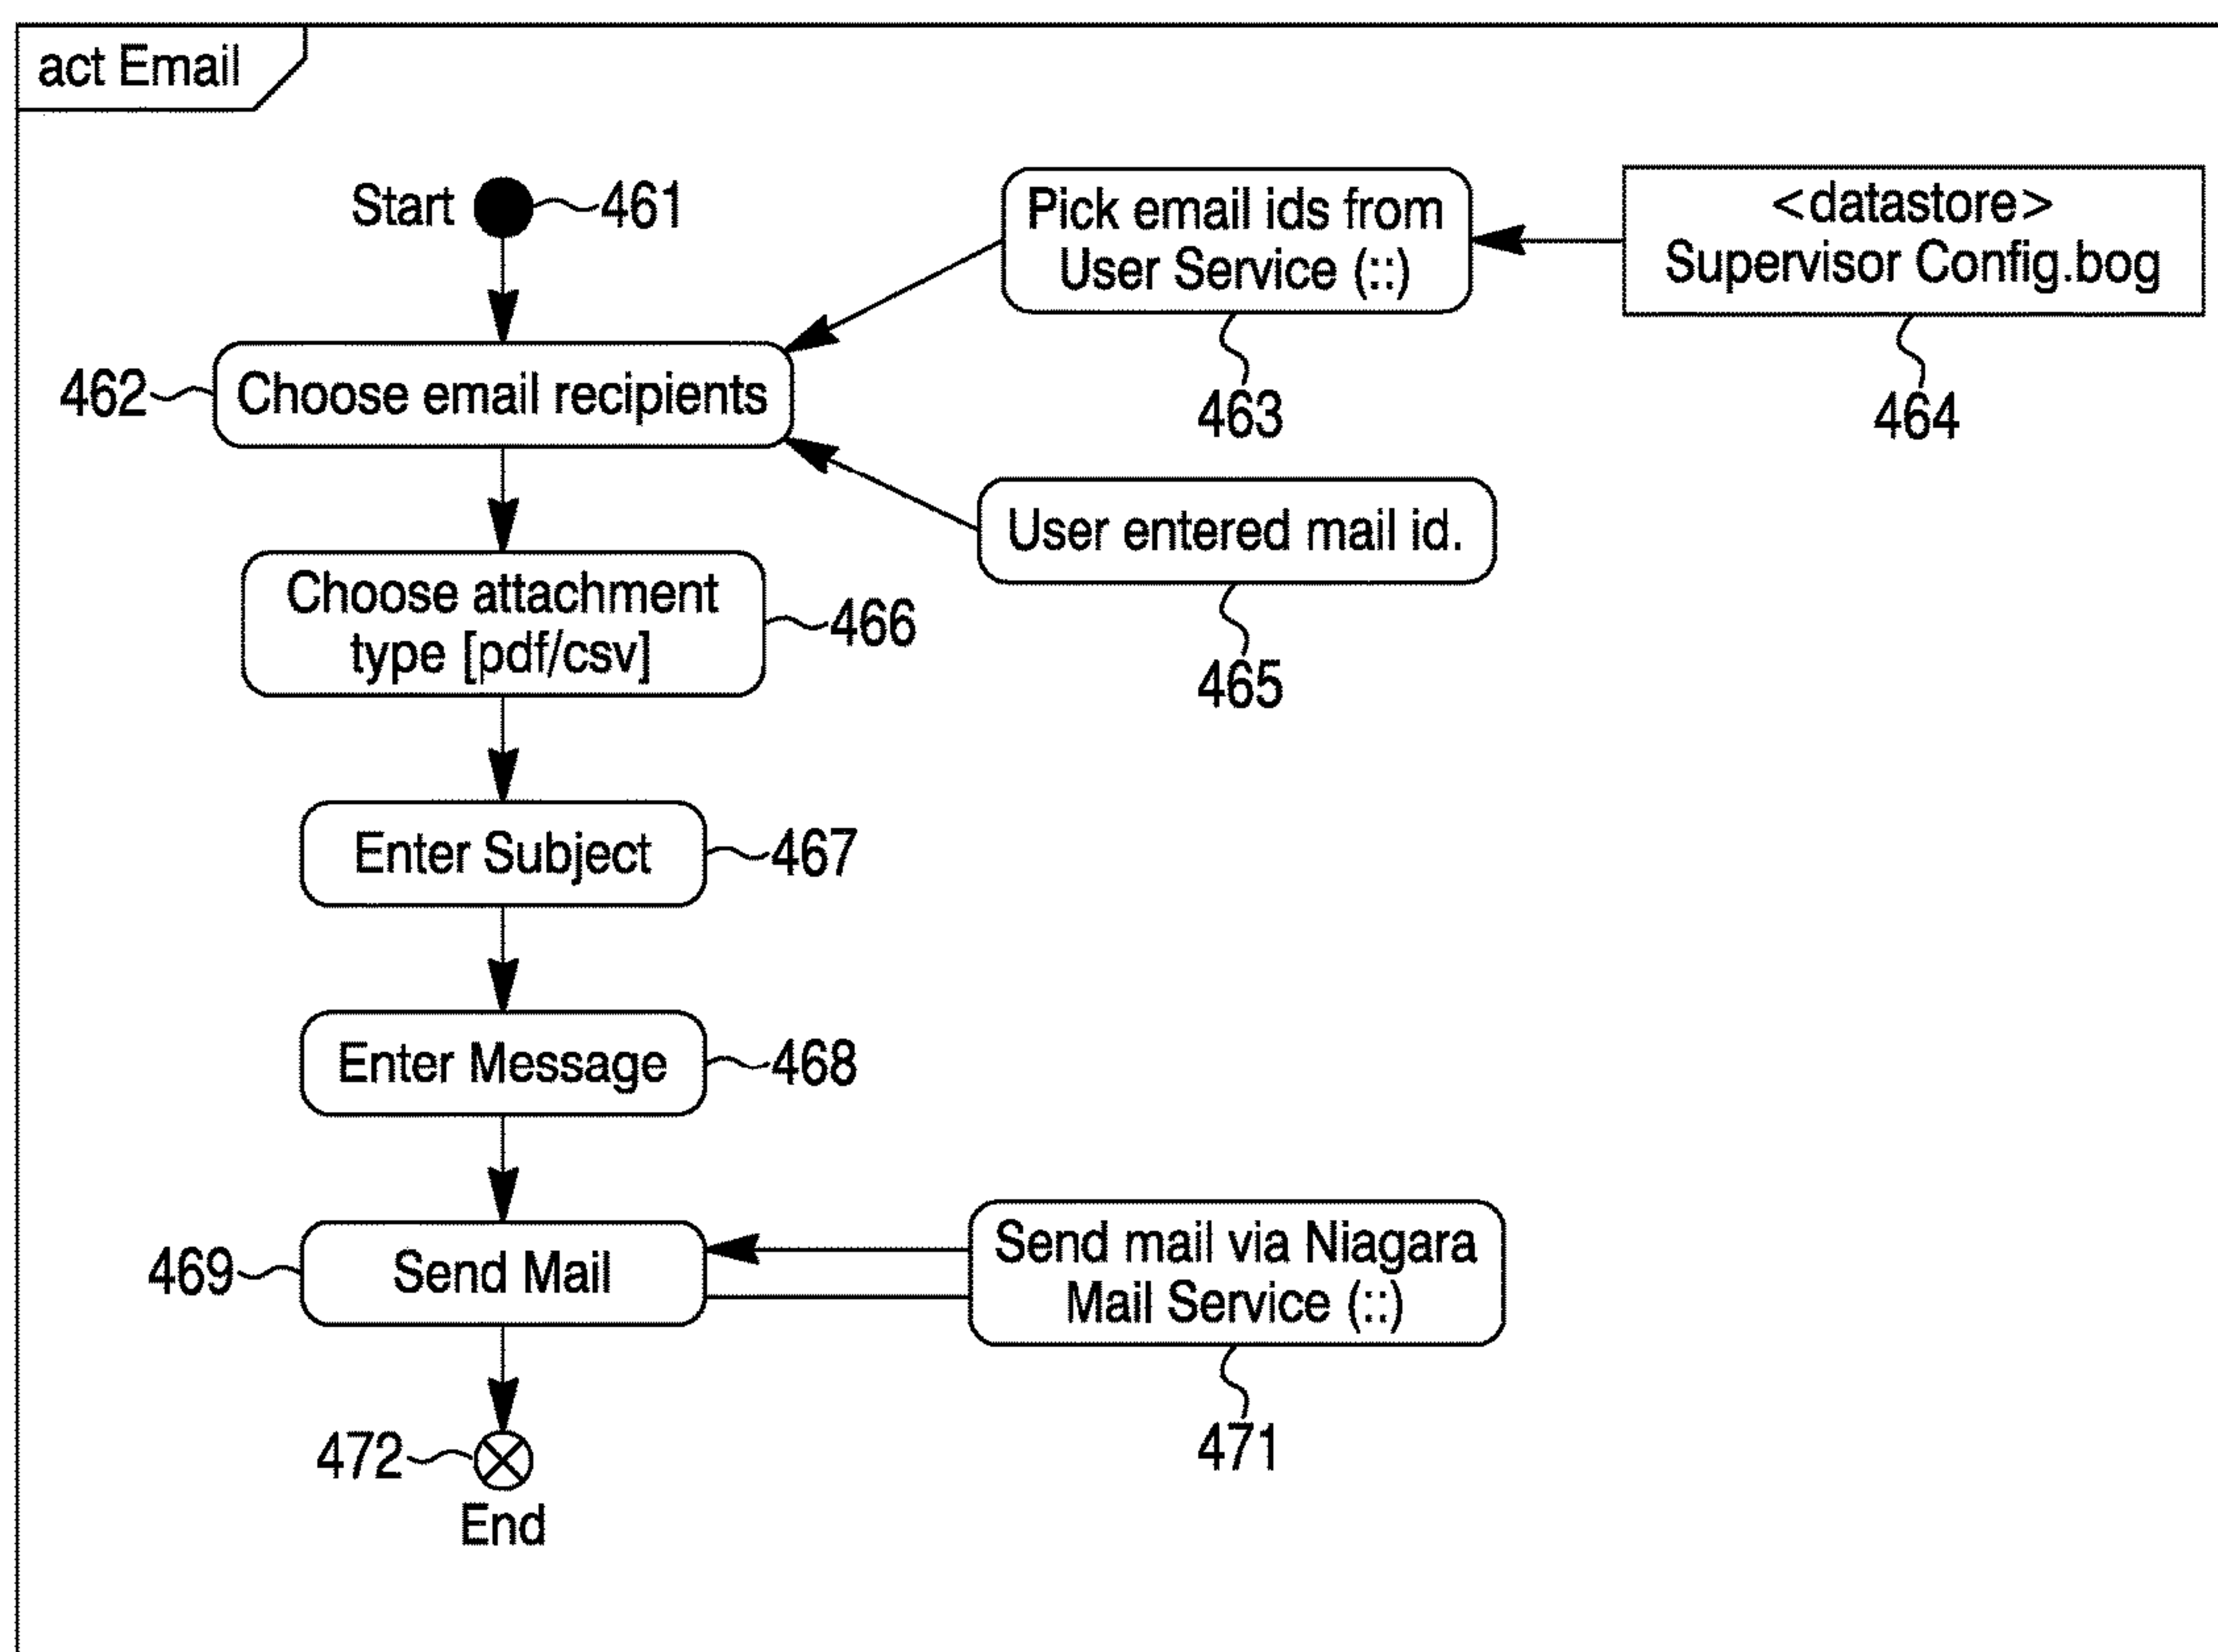 act Email
Start
461
Pick email ids from
User Service (::)
<datastore>
Supervisor Config.bog
462
Choose email recipients
463
464
User entered mail id.
Choose attachment
type [pdf/csv]
466
465
Enter Subject
467
Enter Message
468
469
Send Mail
Send mail via Niagara
Mail Service (::)
472
471
End